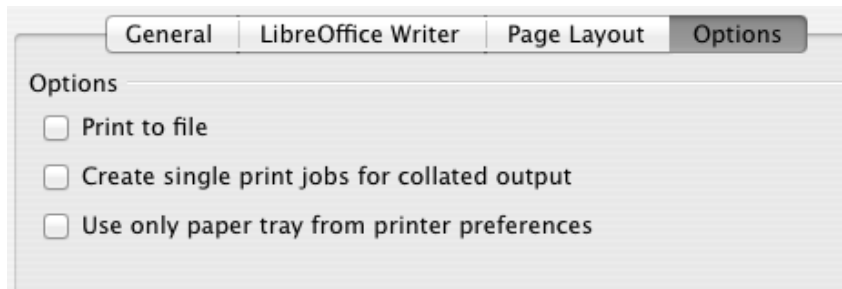 General LibreOffice Writer Page Layout Options
Options
Print to file
Create single print jobs for collated output
Use only paper tray from printer preferences